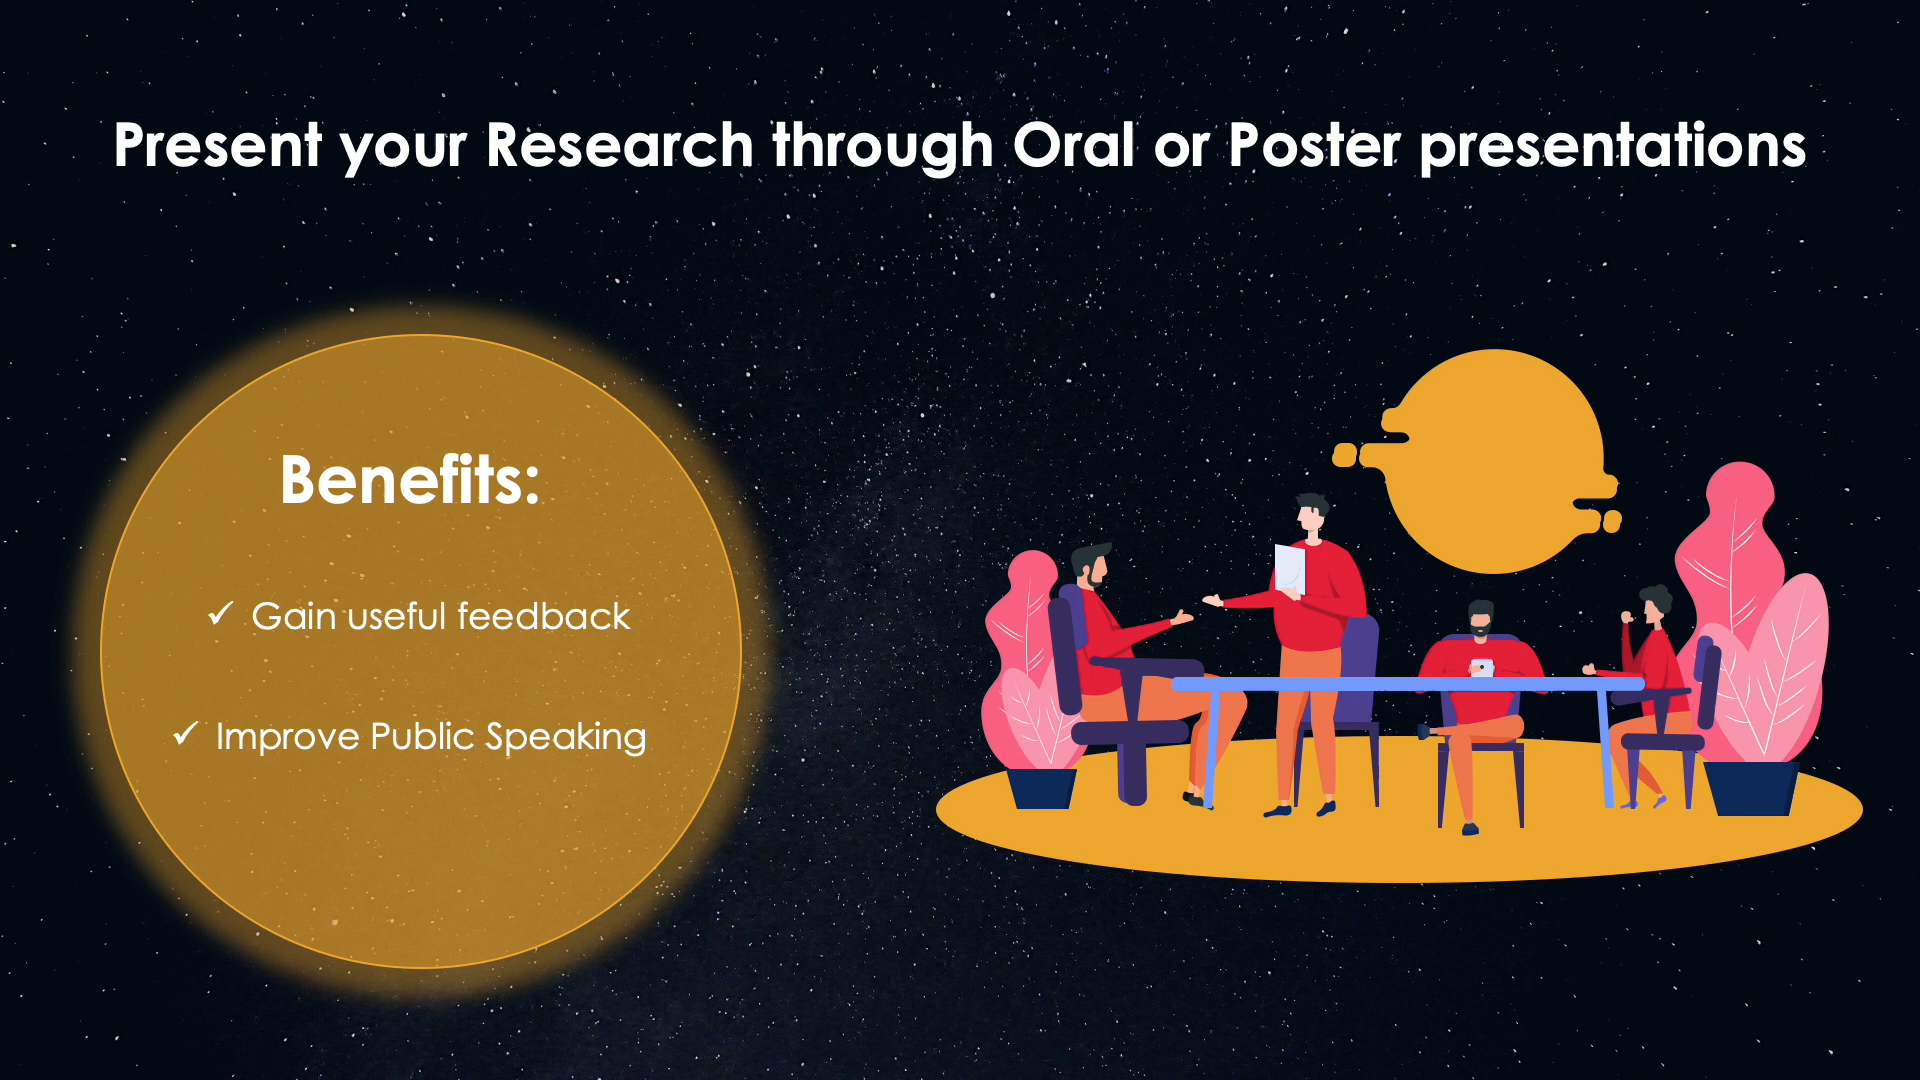 Present your Research through Oral or Poster presentations
Benefits:
✓ Gain useful feedback
✓ Improve Public Speaking